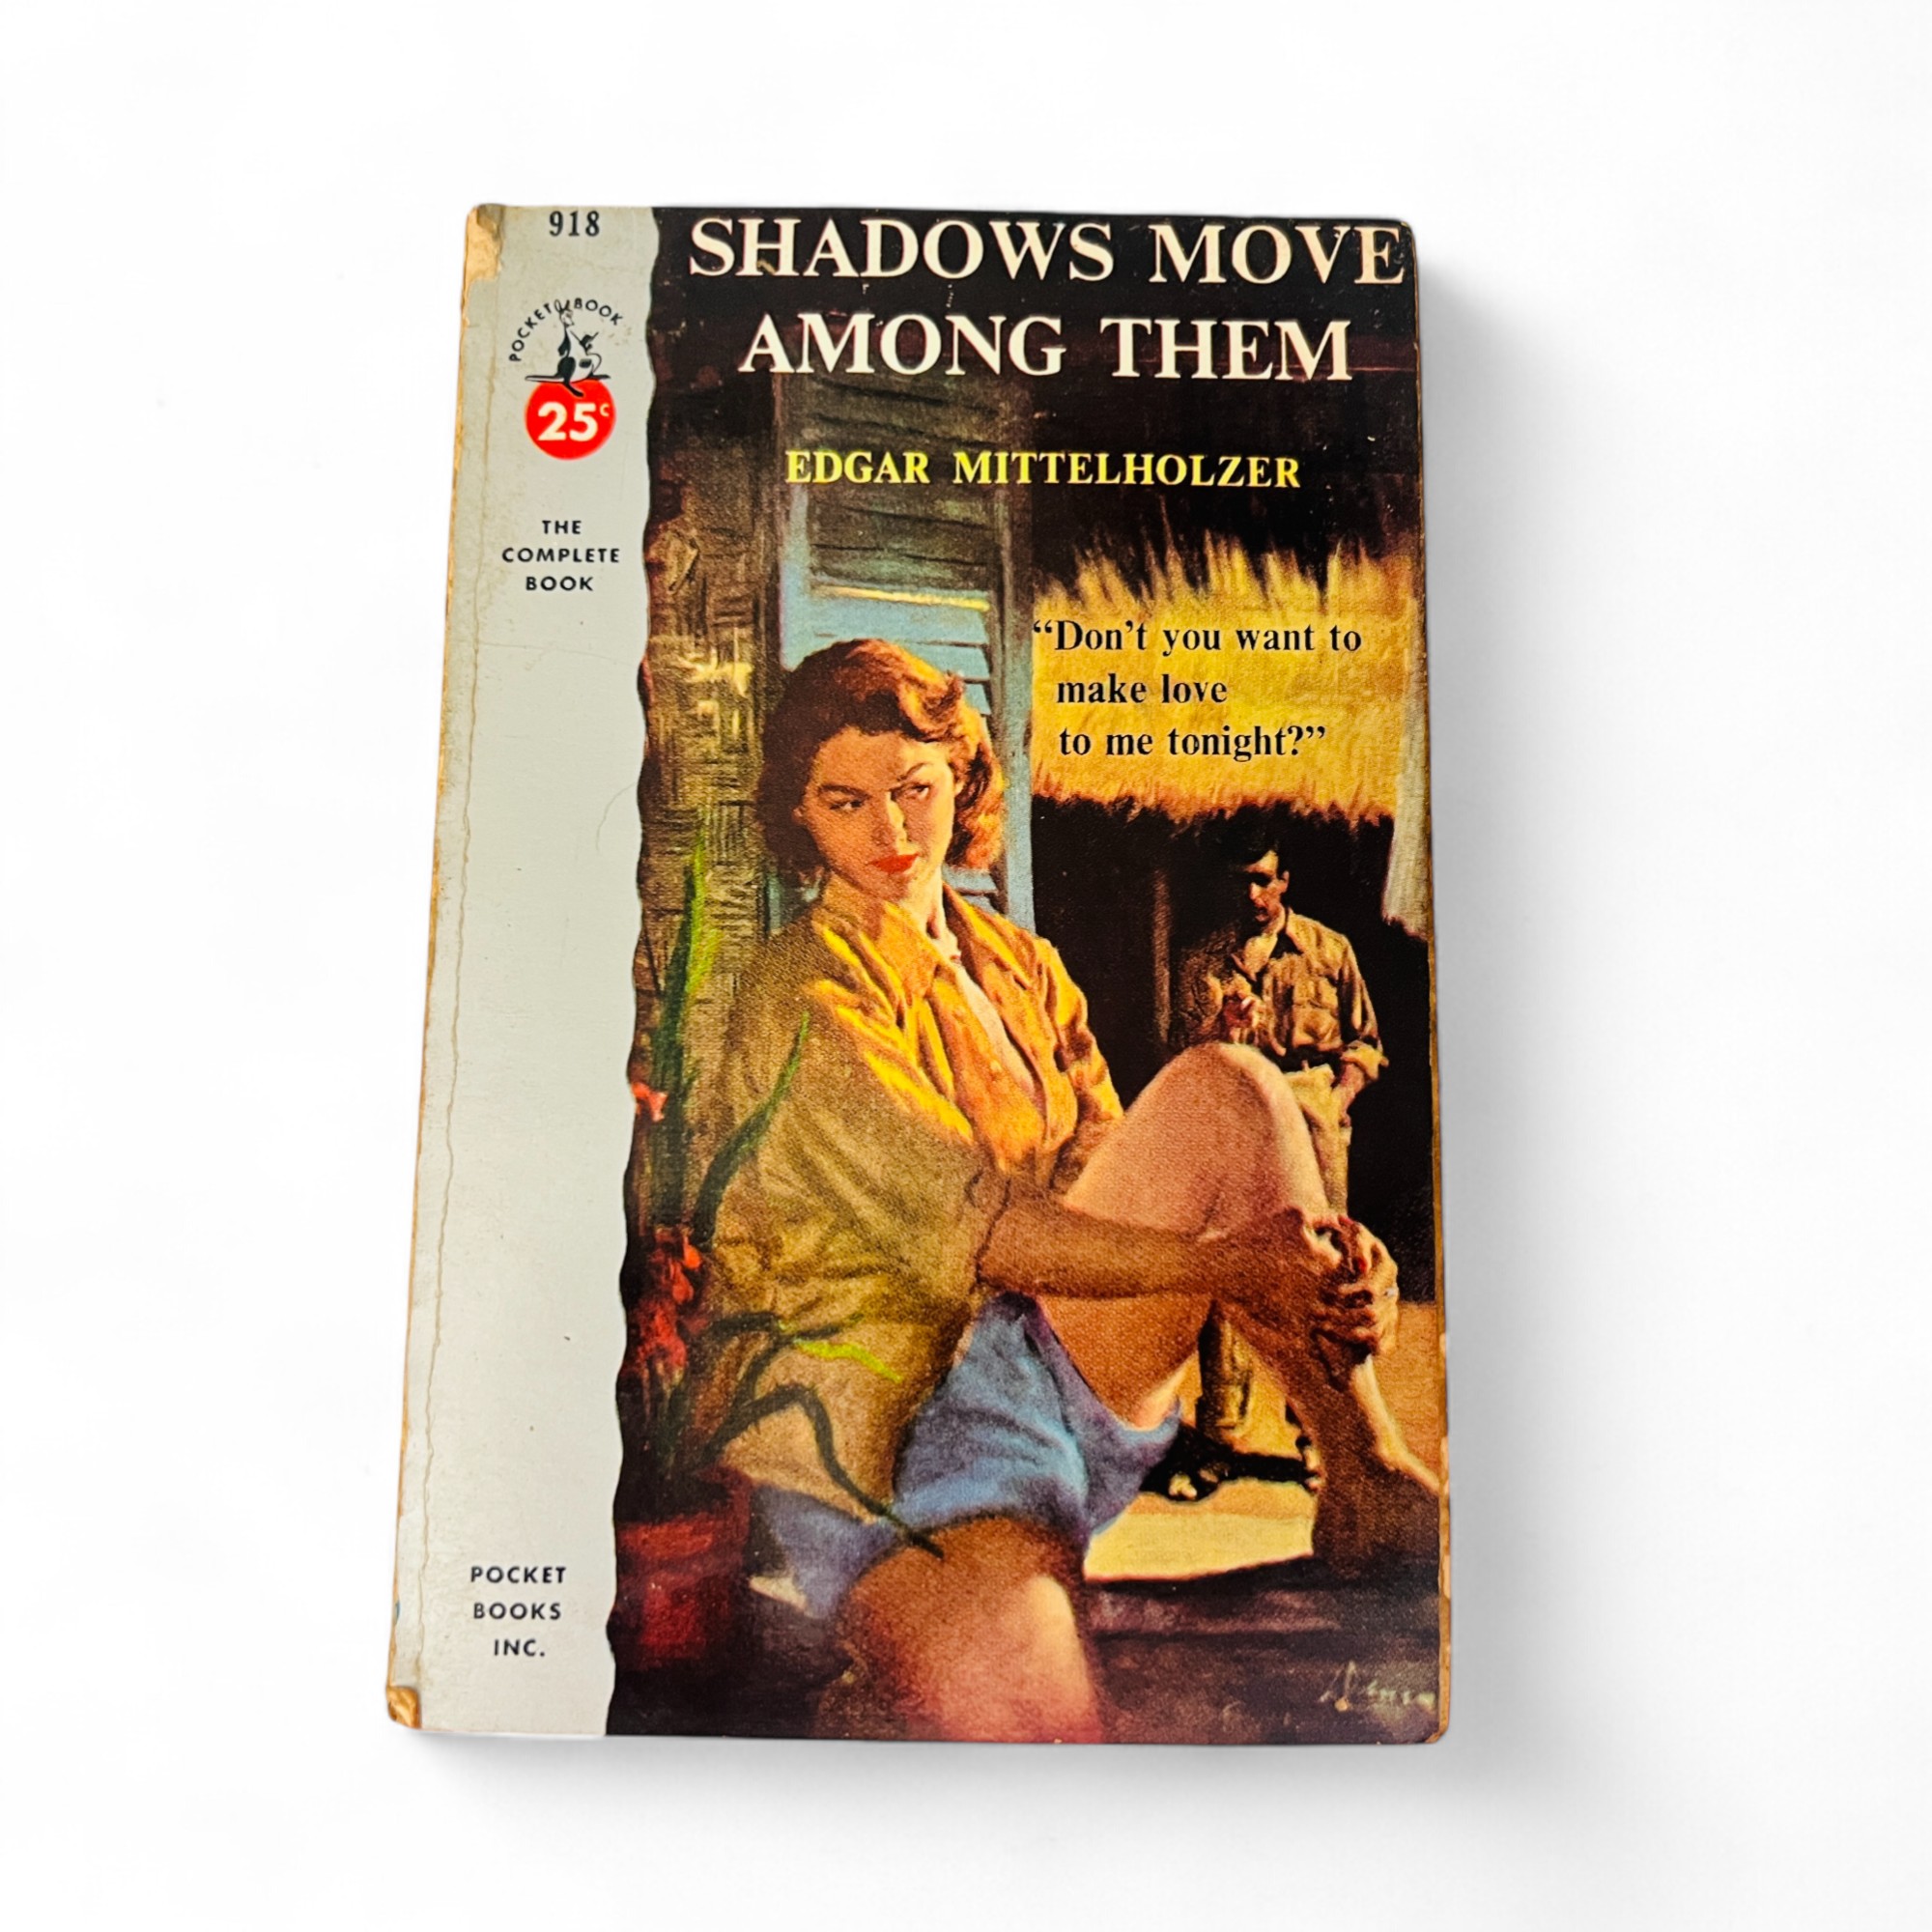 918
POCKET BOOK
25c
THE
COMPLETE
BOOK
SHADOWS MOVE
AMONG THEM
EDGAR MITTELHOLZER
“Don’t you want to
make love
to me tonight?”
POCKET
BOOKS
INC.